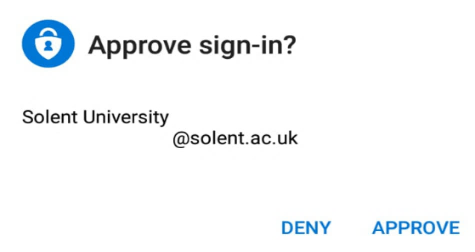 Approve sign-in?
Solent University
@solent.ac.uk
DENY APPROVE